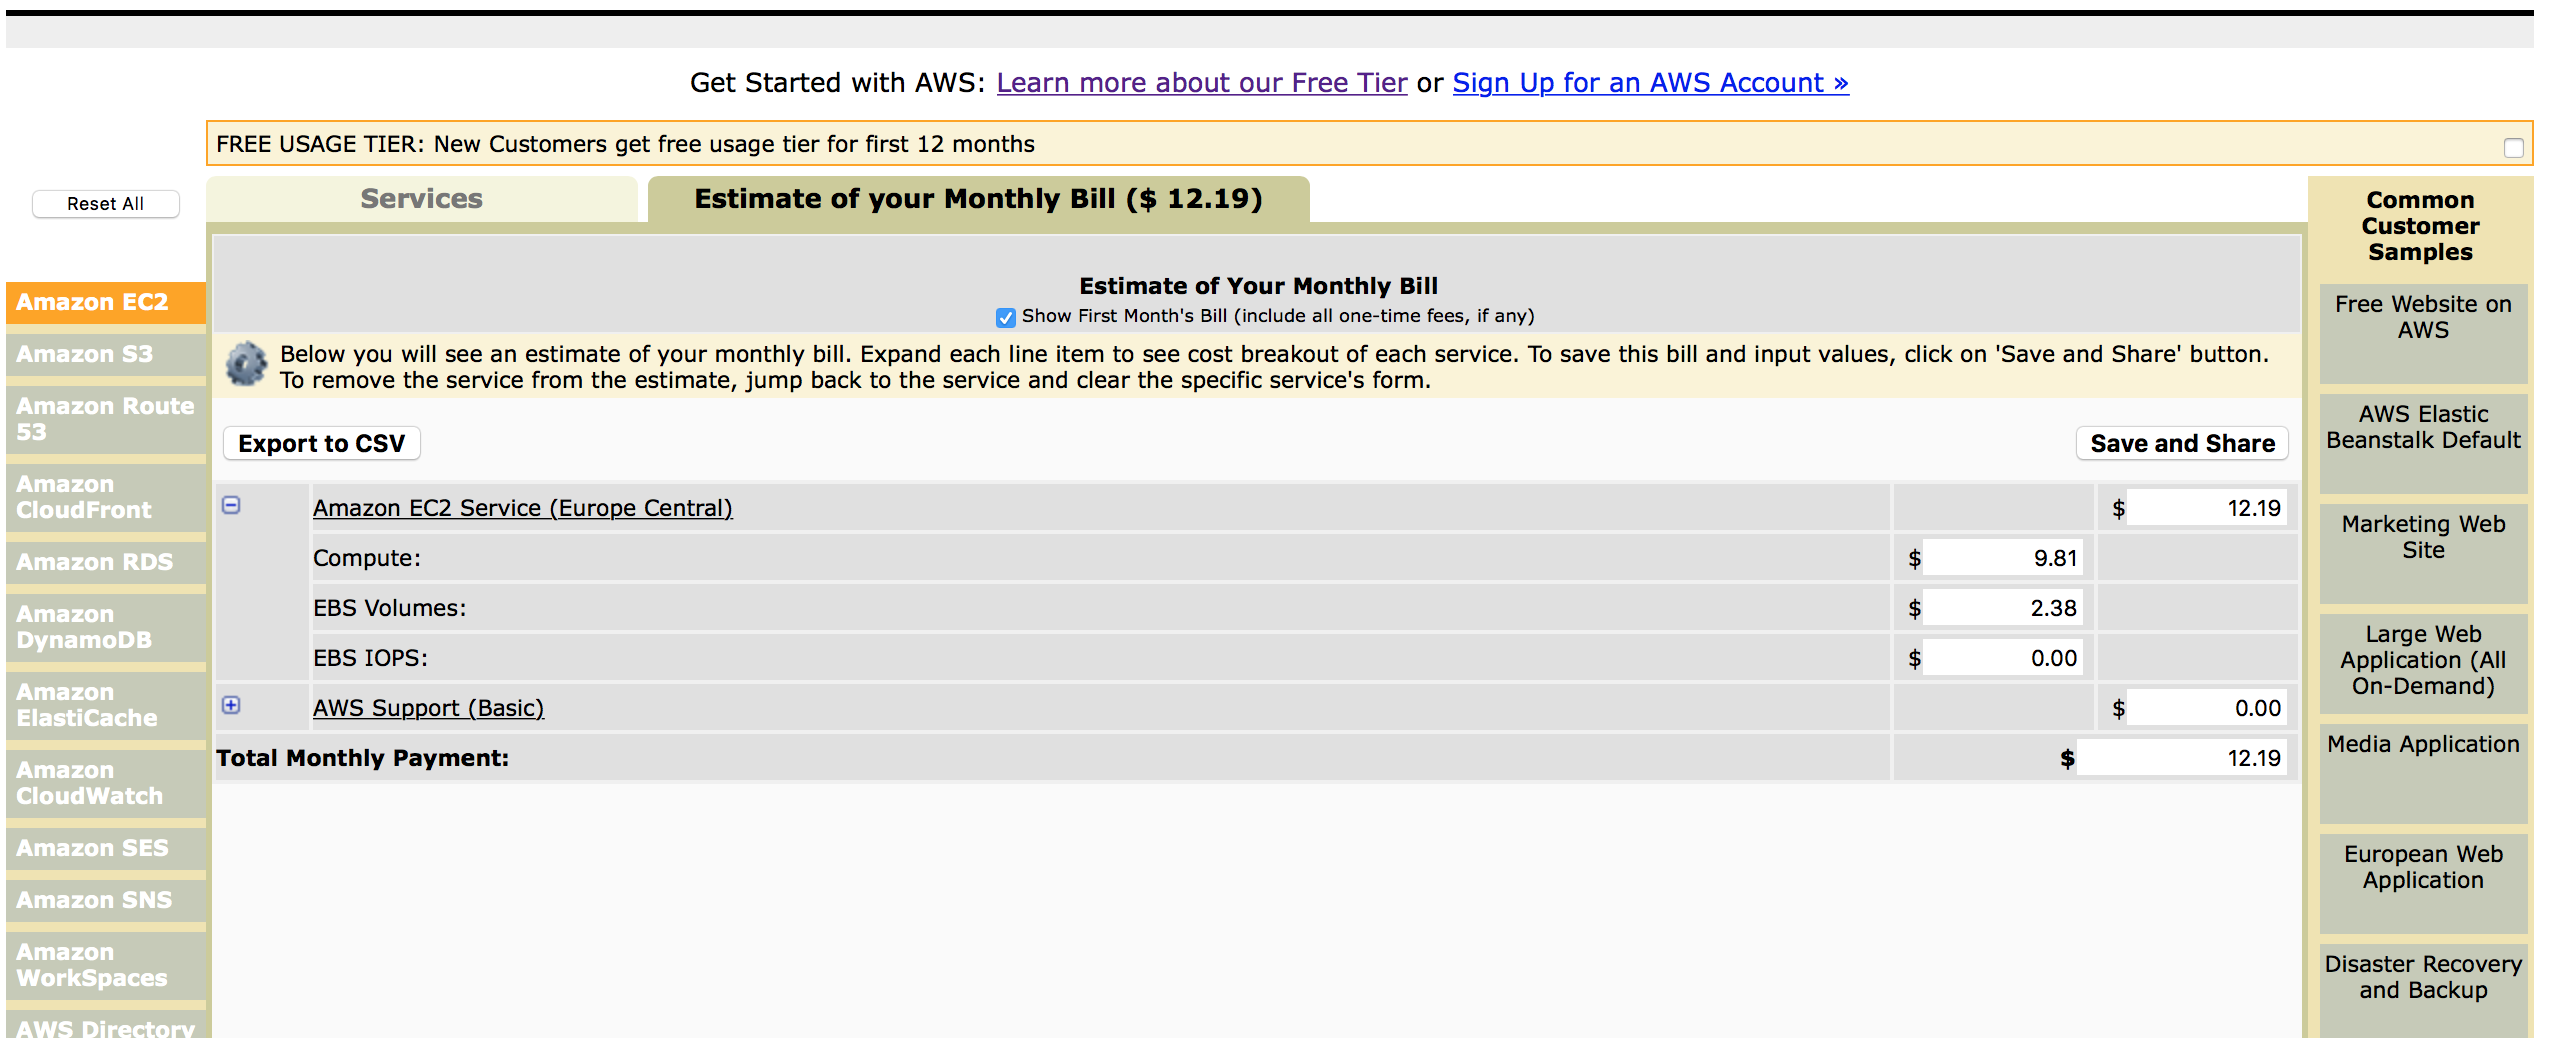 Get Started with AWS: Learn more about our Free Tier or Sign Up for an AWS Account »
FREE USAGE TIER: New Customers get free usage tier for first 12 months
Reset All
Services
Estimate of your Monthly Bill ($ 12.19)
Amazon EC2
Amazon S3
Amazon Route
53
Amazon
CloudFront
Amazon RDS
Amazon
DynamoDB
Amazon
ElastiCache
Amazon
CloudWatch
Amazon SES
Amazon SNS
Amazon
WorkSpaces
AWS Directory
Estimate of Your Monthly Bill
Show First Month's Bill (include all one-time fees, if any)
Below you will see an estimate of your monthly bill. Expand each line item to see cost breakout of each service. To save this bill and input values, click on 'Save and Share' button.
To remove the service from the estimate, jump back to the service and clear the specific service's form.
Export to CSV
Save and Share
Amazon EC2 Service (Europe Central) $ 12.19
Compute: $ 9.81
EBS Volumes: $ 2.38
EBS IOPS: $ 0.00
AWS Support (Basic) $ 0.00
Total Monthly Payment: $ 12.19
Common
Customer
Samples
Free Website on
AWS
AWS Elastic
Beanstalk Default
Marketing Web
Site
Large Web
Application (All
On-Demand)
Media Application
European Web
Application
Disaster Recovery
and Backup